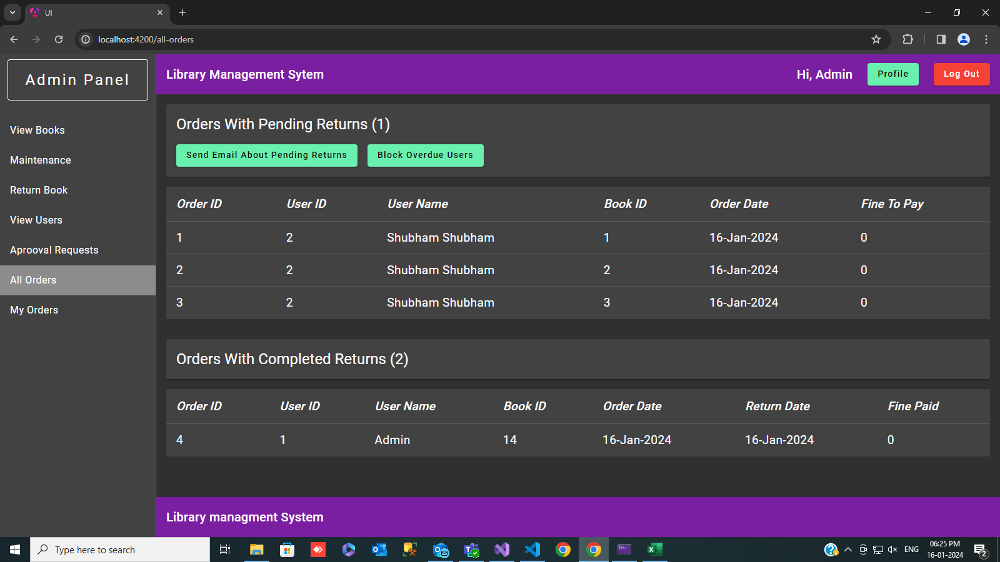 UI
localhost:4200/all-orders
Admin Panel
View Books
Maintenance
Return Book
View Users
Aprooval Requests
All Orders
My Orders
Library Management Sytem
Hi, Admin
Profile
Log Out
Orders With Pending Returns (1)
Send Email About Pending Returns
Block Overdue Users
Order ID User ID User Name Book ID Order Date Fine To Pay
1 2 Shubham Shubham 1 16-Jan-2024 0
2 2 Shubham Shubham 2 16-Jan-2024 0
3 2 Shubham Shubham 3 16-Jan-2024 0
Orders With Completed Returns (2)
Order ID User ID User Name Book ID Order Date Return Date Fine Paid
4 1 Admin 14 16-Jan-2024 16-Jan-2024 0
Library managment System
Type here to search
ENG
06:25 PM
16-01-2024
2